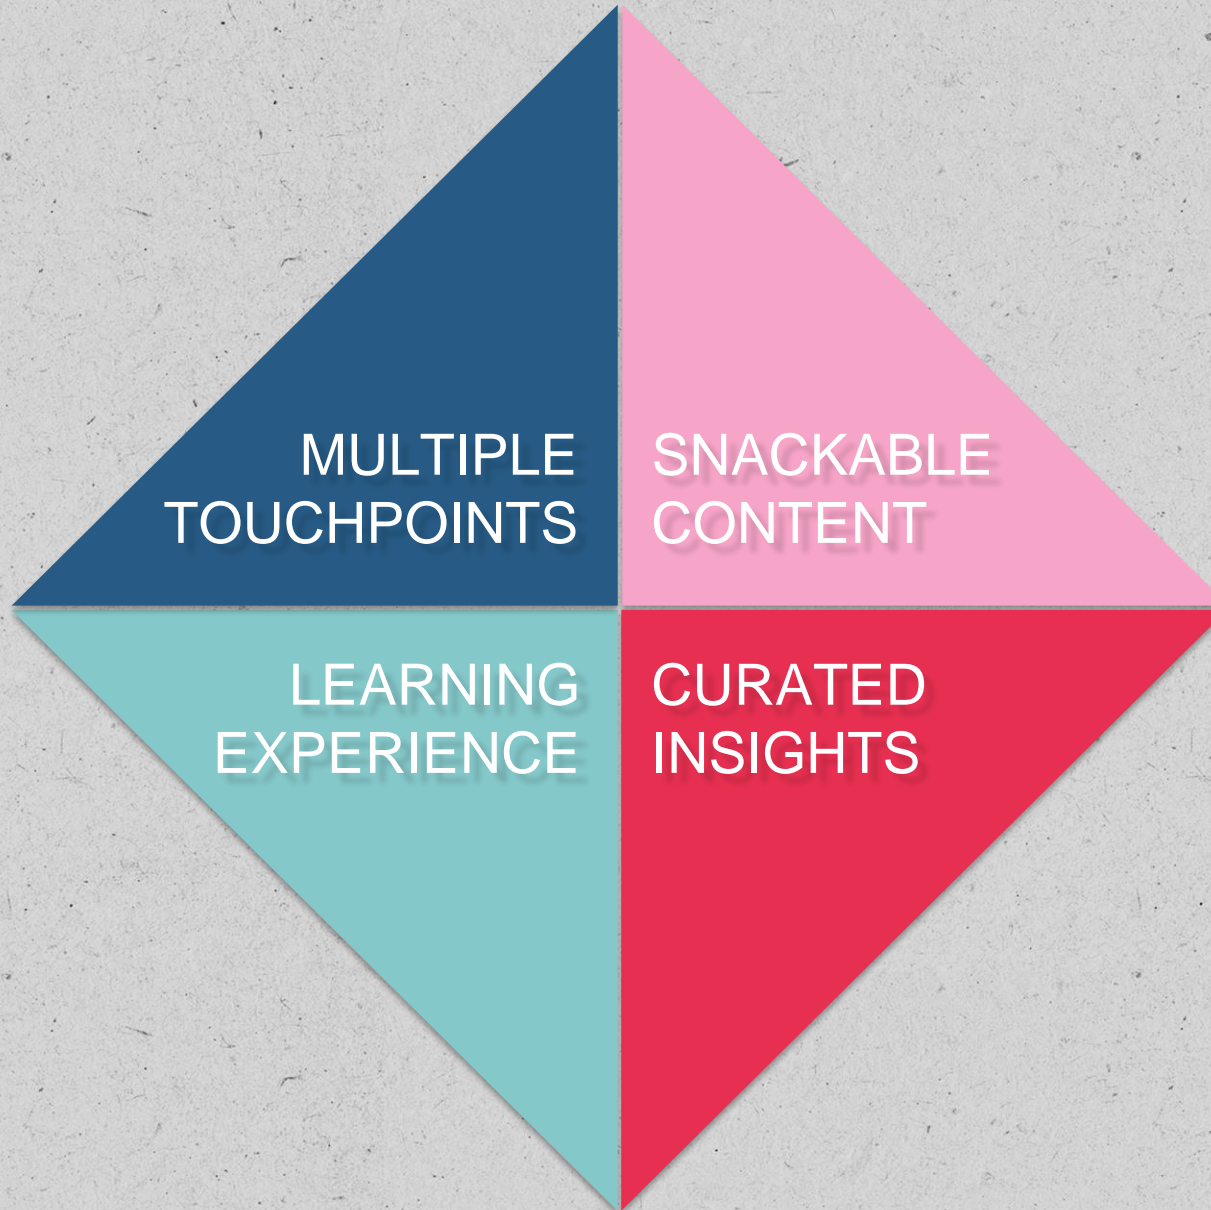 MULTIPLE
TOUCHPOINTS
SNACKABLE
CONTENT
LEARNING
EXPERIENCE
CURATED
INSIGHTS